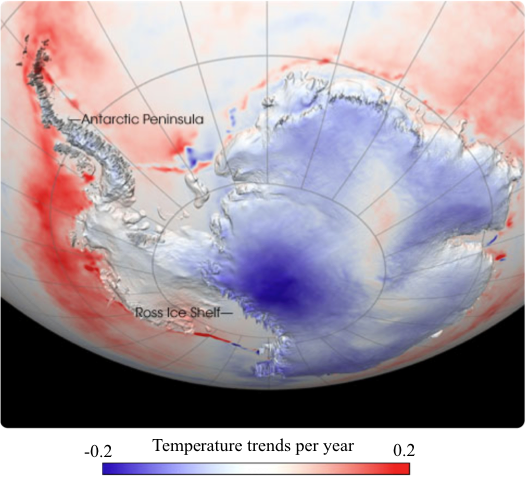 Antarctic Peninsula
Ross Ice Shelf
-0.2 Temperature trends per year 0.2